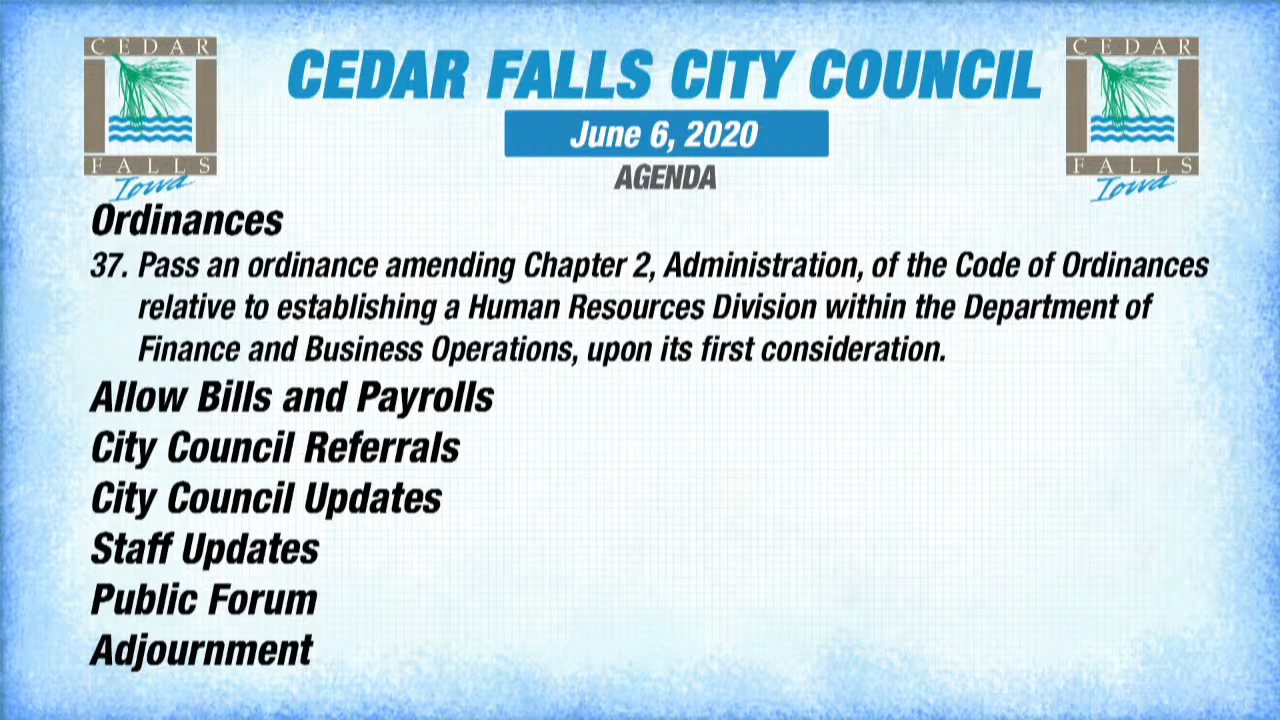 CEDAR
FALLS
Iowa
CEDAR FALLS CITY COUNCIL
June 6, 2020
AGENDA
CEDAR
FALLS
Iowa
Ordinances
37. Pass an ordinance amending Chapter 2, Administration, of the Code of Ordinances
relative to establishing a Human Resources Division within the Department of
Finance and Business Operations, upon its first consideration.
Allow Bills and Payrolls
City Council Referrals
City Council Updates
Staff Updates
Public Forum
Adjournment